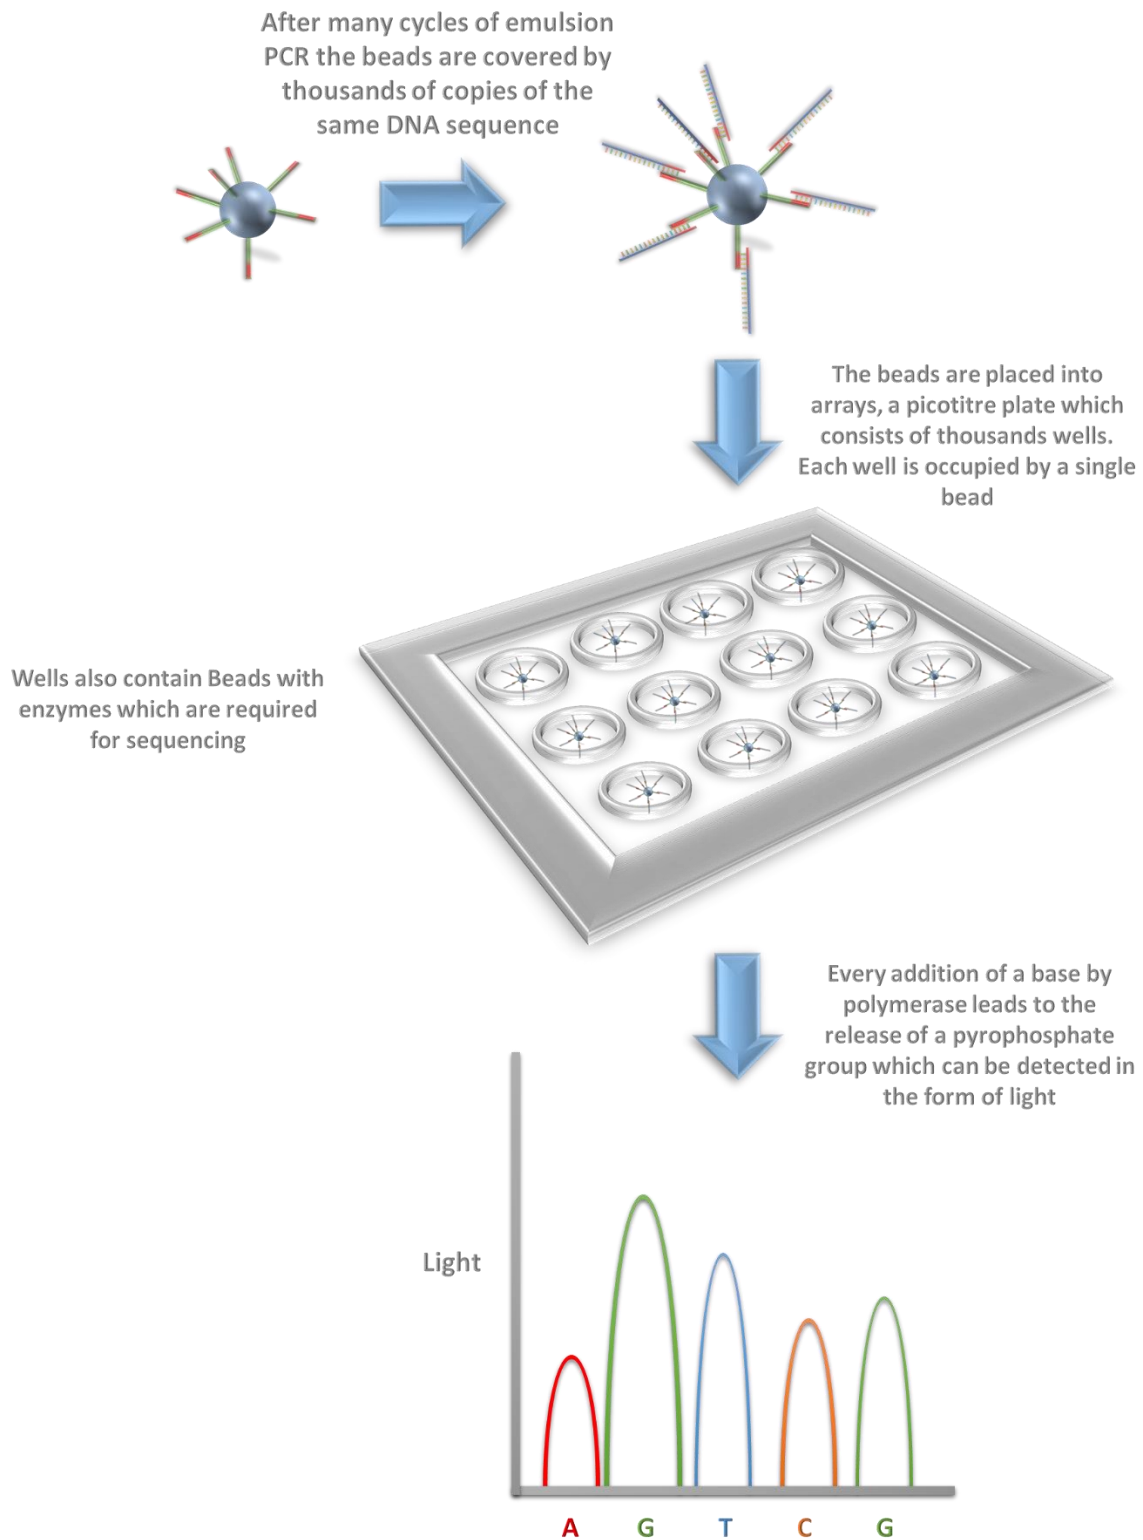 After many cycles of emulsion
PCR the beads are covered by
thousands of copies of the
same DNA sequence
The beads are placed into
arrays, a picotitre plate which
consists of thousands wells.
Each well is occupied by a single
bead
Wells also contain Beads with
enzymes which are required
for sequencing
Every addition of a base by
polymerase leads to the
release of a pyrophosphate
group which can be detected in
the form of light
Light
A G T C G